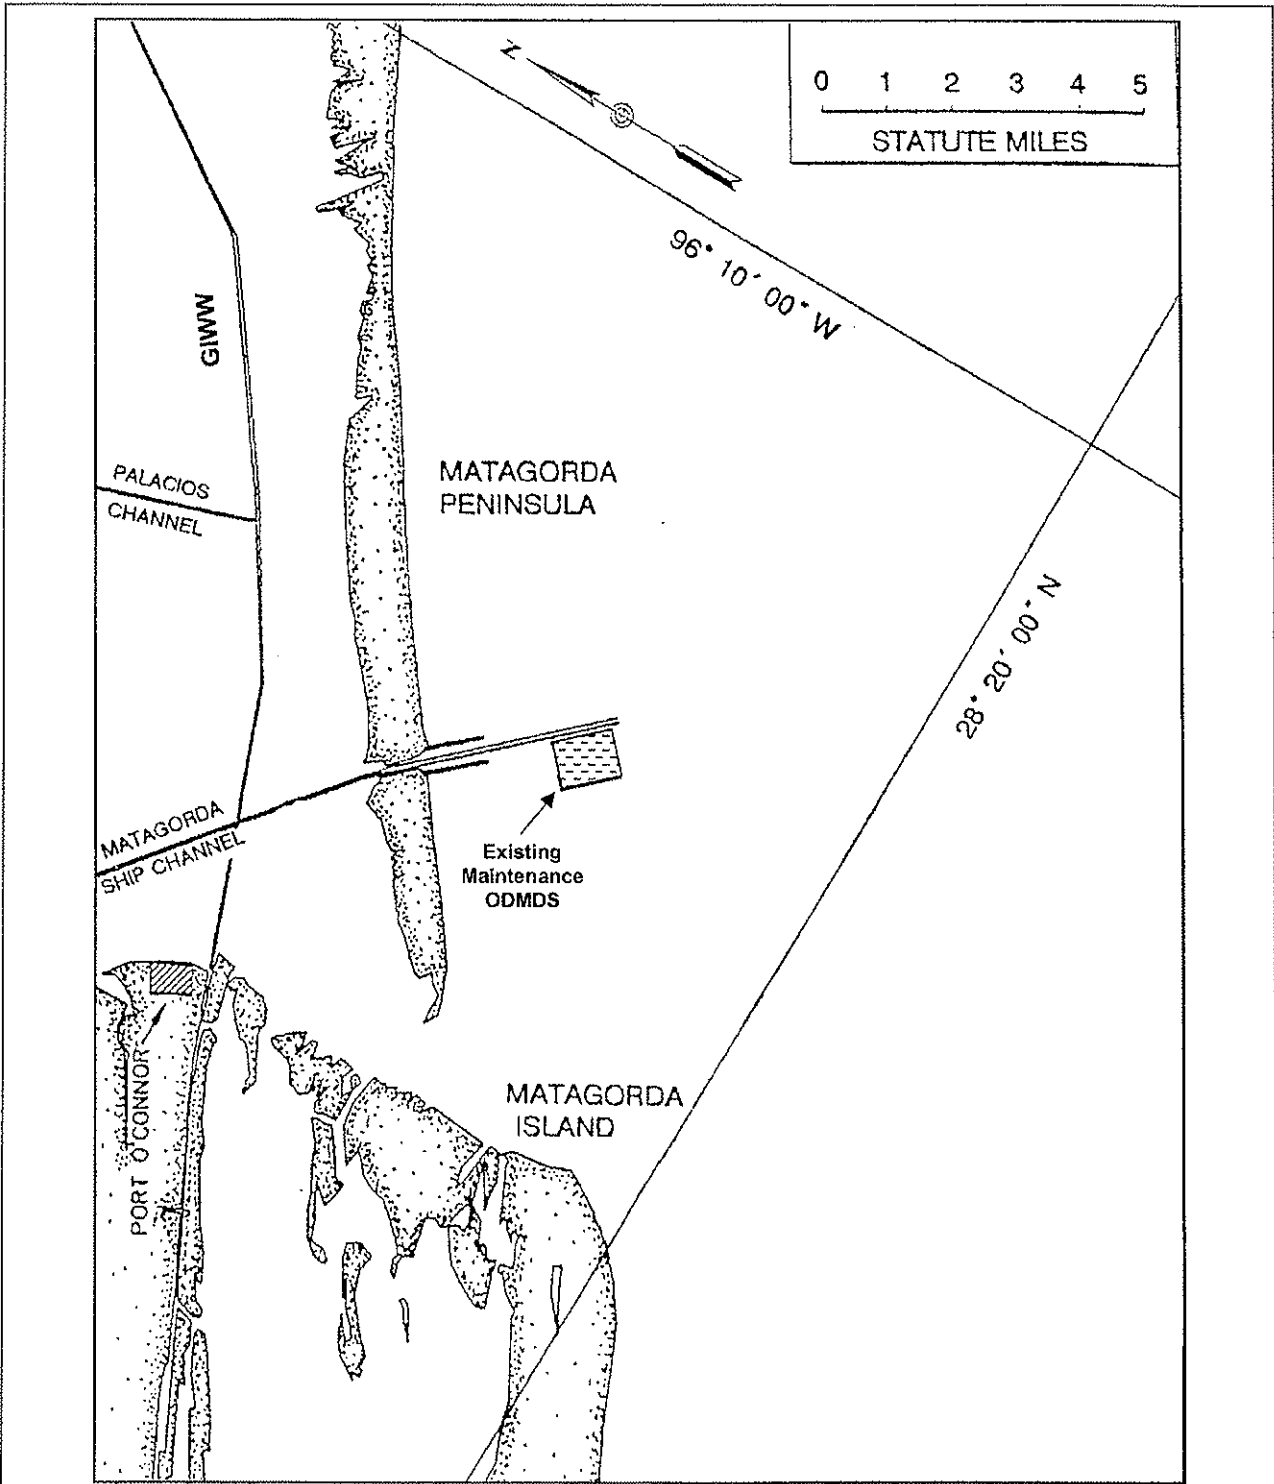 N
0 1 2 3 4 5
STATUTE MILES
96° 10′ 00″ W
GIWW
PALACIOS
CHANNEL
MATAGORDA
PENINSULA
28° 20′ 00″ N
MATAGORDA
SHIP CHANNEL
Existing
Maintenance
ODMDS
PORT O'CONNOR
MATAGORDA
ISLAND